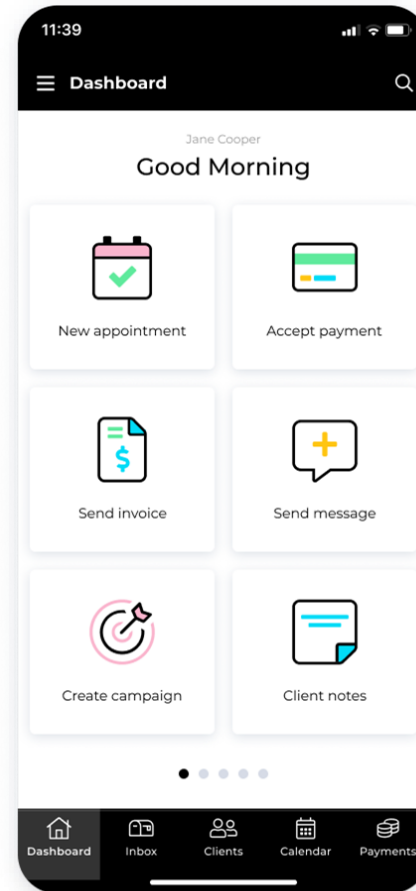 11:39
Dashboard
Jane Cooper
Good Morning
New appointment
Accept payment
$
Send invoice
Send message
Create campaign
Client notes
Dashboard
Inbox
Clients
Calendar
Payments